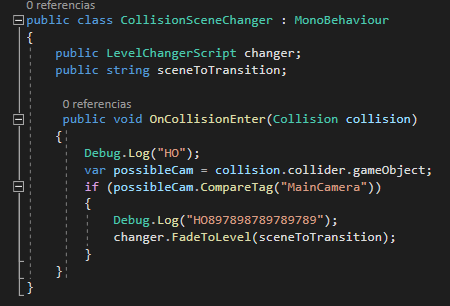 0 referencias
public class CollisionSceneChanger : MonoBehaviour
{
public LevelChangerScript changer;
public string sceneToTransition;
0 referencias
public void OnCollisionEnter(Collision collision)
{
Debug.Log("HO");
var possibleCam = collision.collider.gameObject;
if (possibleCam.CompareTag("MainCamera"))
{
Debug.Log("HO897898789789789");
changer.FadeToLevel(sceneToTransition);
}
}
}